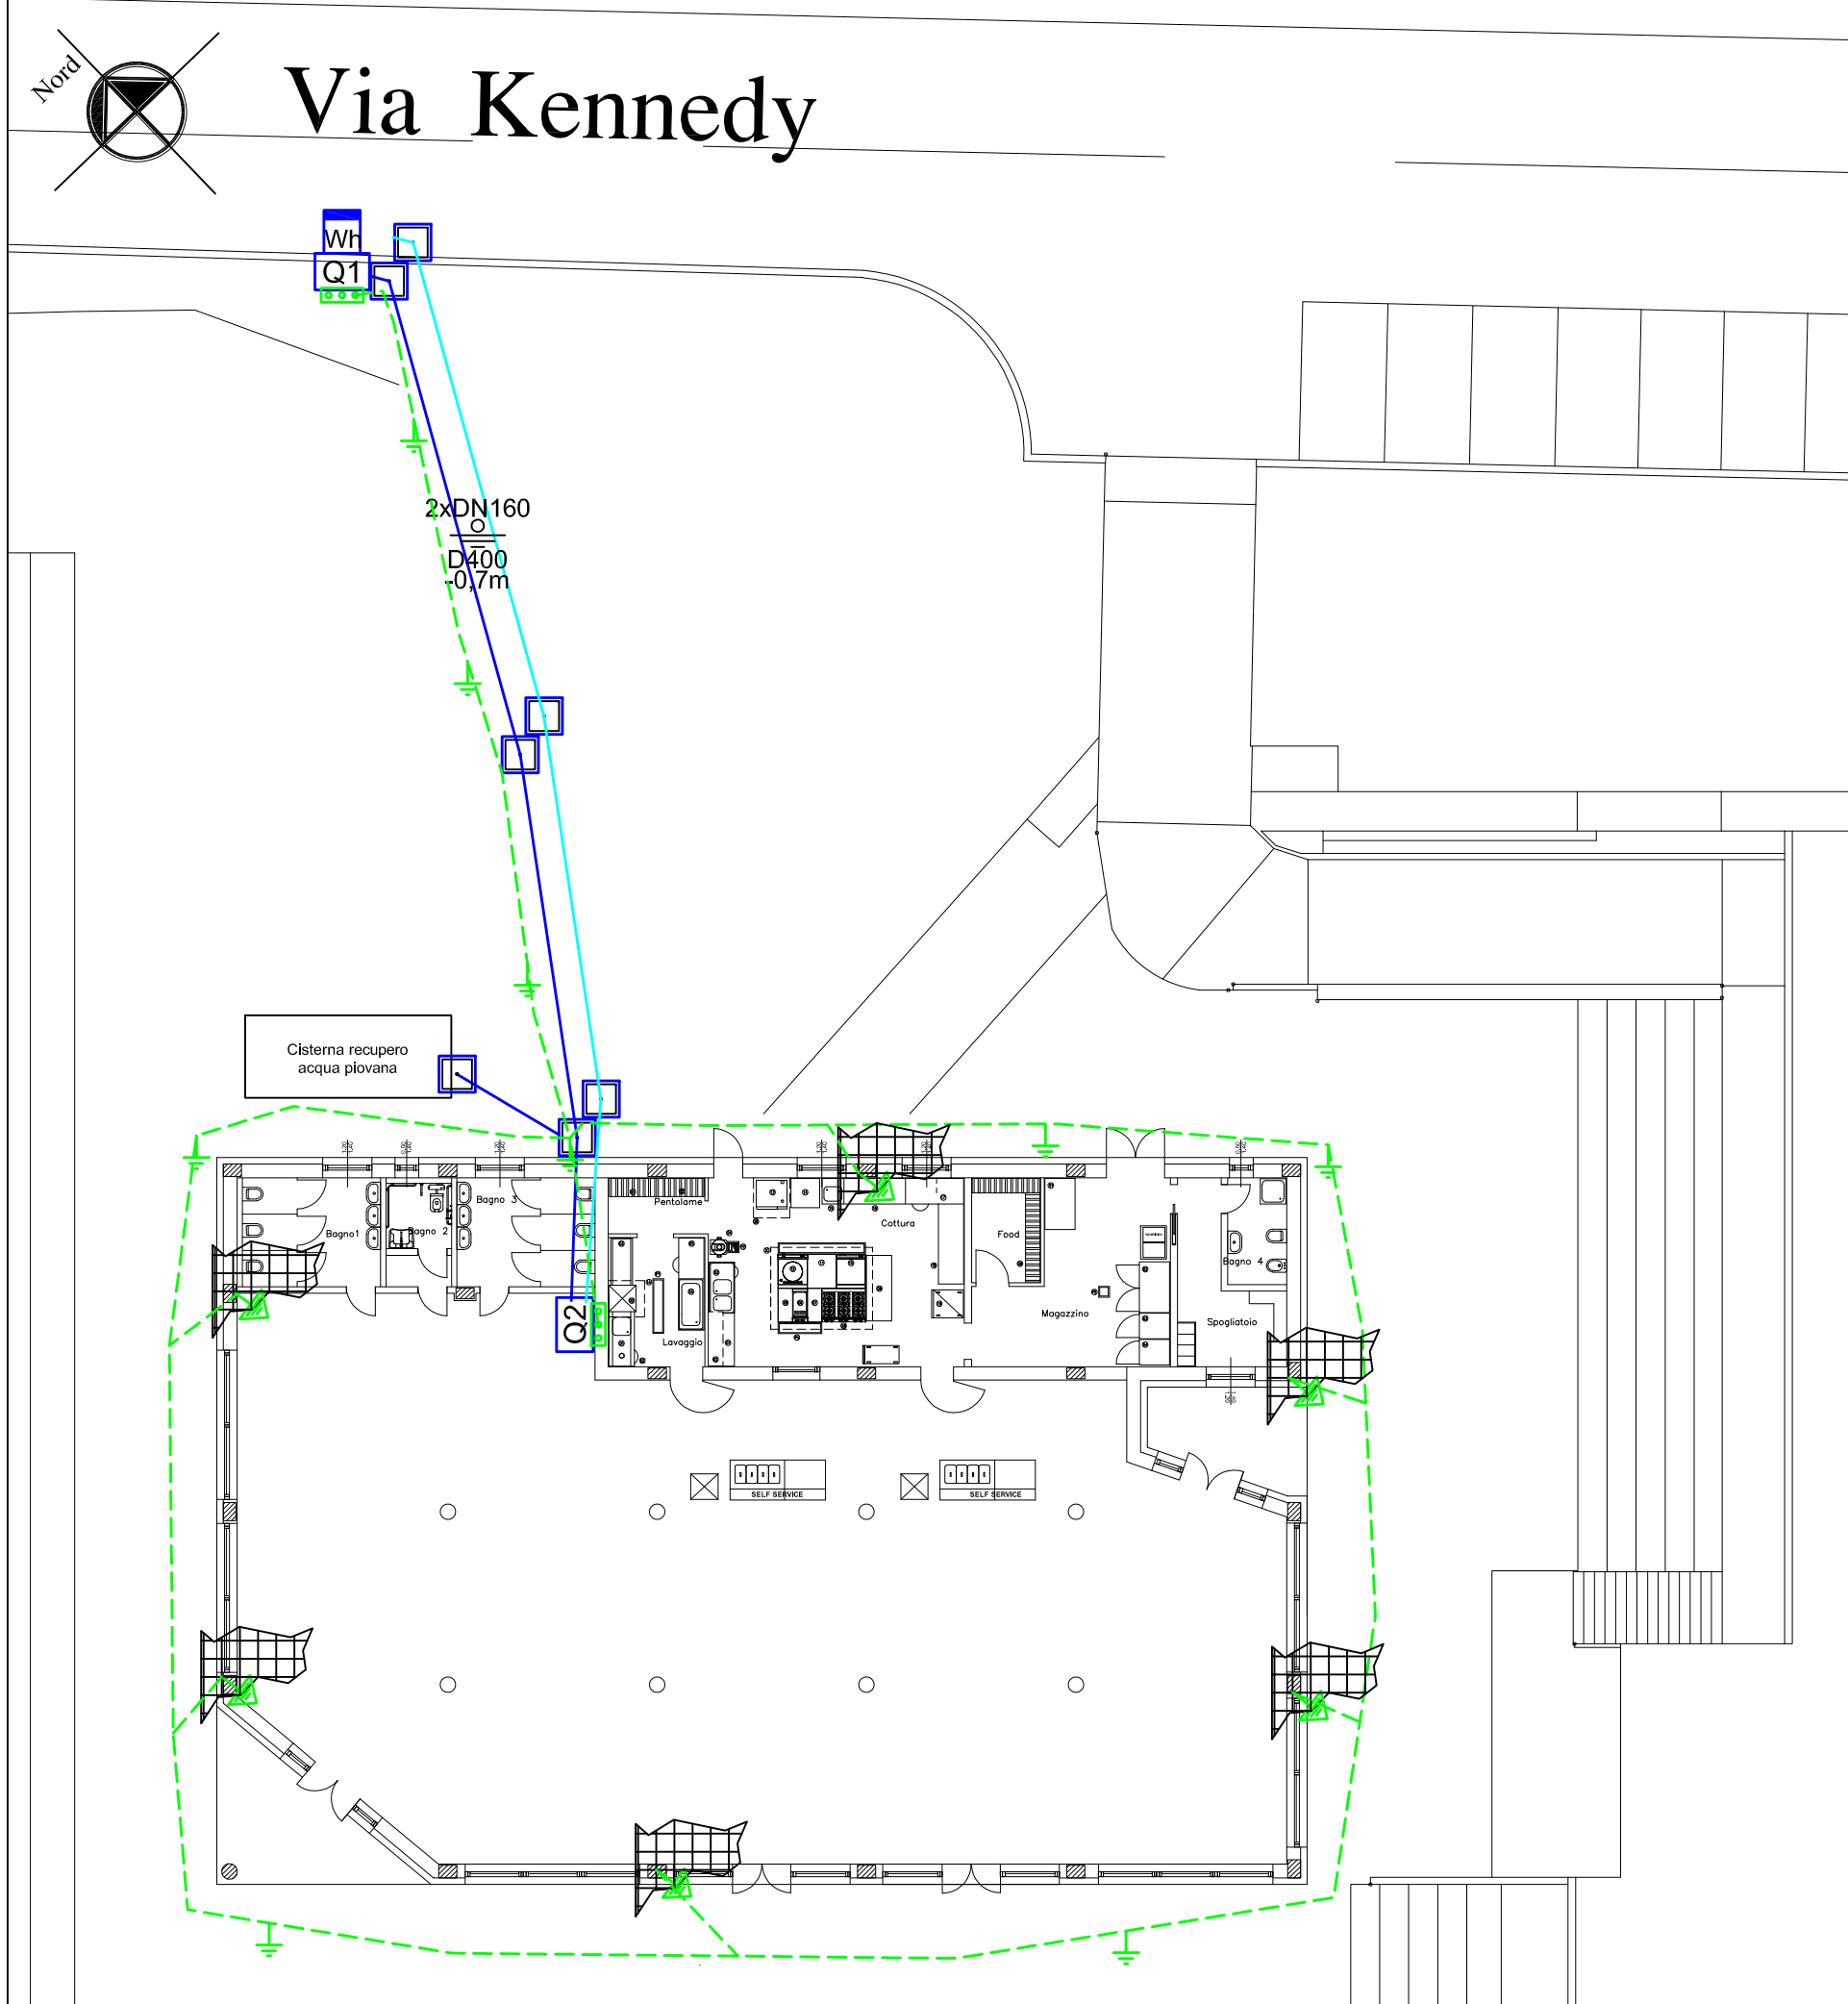 Nord
Via Kennedy
Wh
Q1
2xDN160
D400
-0,7m
Cisterna recupero
acqua piovana
Bagno1
Bagno 2
Bagno 3
Pentolame
Cottura
Food
Bagno 4
Magazzino
Spogliatoio
Lavaggio
Q2
SELF SERVICE
SELF SERVICE